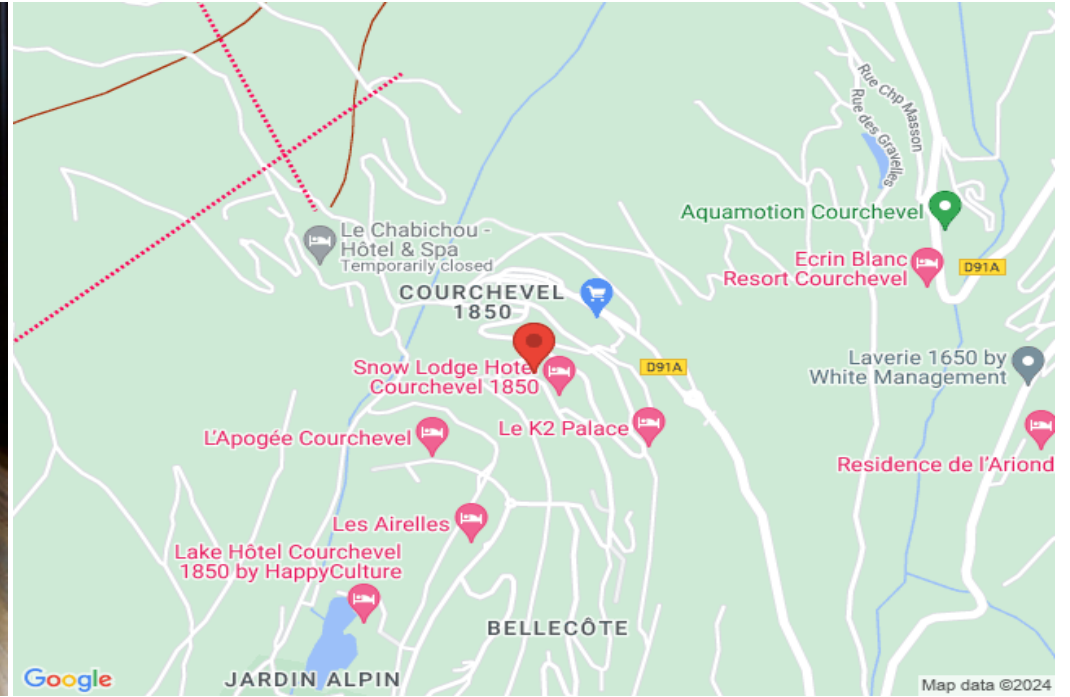 Rue Chp Masson
Rue des Gravelles
Aquamotion Courchevel
Le Chabichou -
Hôtel & Spa
Temporarily closed
Ecrin Blanc
Resort Courchevel
D91A
COURCHEVEL
1850
Snow Lodge Hote
Courchevel 1850
D91A
Laverie 1650 by
White Management
L'Apogée Courchevel
Le K2 Palace
Residence de l'Ariond
Les Airelles
Lake Hôtel Courchevel
1850 by HappyCulture
BELLECÔTE
JARDIN ALPIN
Google
Map data ©2024